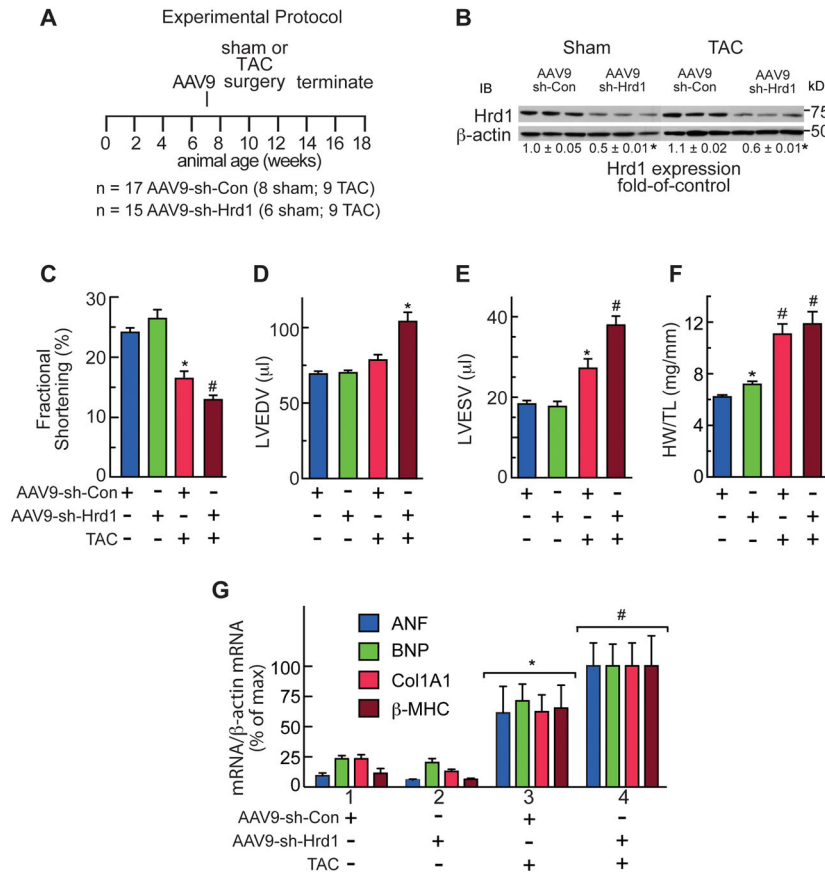 A
Experimental Protocol
sham or
TAC
AAV9 surgery terminate
0 2 4 6 8 10 12 14 16 18
animal age (weeks)
n = 17 AAV9-sh-Con (8 sham; 9 TAC)
n = 15 AAV9-sh-Hrd1 (6 sham; 9 TAC)
B
Sham TAC
AAV9 AAV9 AAV9 AAV9
IB sh-Con sh-Hrd1 sh-Con sh-Hrd1 kD
Hrd1 75
β-actin 50
1.0 ± 0.05 0.5 ± 0.01 * 1.1 ± 0.02 0.6 ± 0.01 *
Hrd1 expression
fold-of-control
C
Fractional
Shortening (%)
30
20
10
0
* #
AAV9-sh-Con + - + -
AAV9-sh-Hrd1 - + - +
TAC - - + +
D
LVEDV (µl)
100
50
0
*
+ - + -
- + - +
- - + +
E
LVESV (µl)
40
20
0
* #
+ - + -
- + - +
- - + +
F
HW/TL (mg/mm)
12
9
6
3
0
* # #
+ - + -
- + - +
- - + +
G
mRNA/β-actin mRNA
(% of max)
100
75
50
25
0
ANF
BNP
Col1A1
β-MHC
* #
1 2 3 4
AAV9-sh-Con + - + -
AAV9-sh-Hrd1 - + - +
TAC - - + +